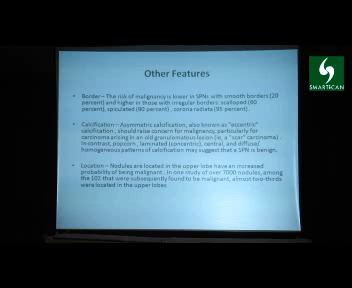 SMARTECAN
Other Features
• Border – The risk of malignancy is lower in SPNs with smooth borders (20
percent) and higher in those with irregular borders: scalloped (60
percent), spiculated (90 percent), corona radiata (95 percent).
• Calcification – Asymmetric calcification, also known as "eccentric"
calcification, should raise concern for malignancy, particularly for
carcinoma arising in an old granulomatous lesion (ie, a "scar" carcinoma).
In contrast, popcorn, laminated (concentric), central, and diffuse/
homogeneous patterns of calcification may suggest that a SPN is benign.
• Location – Nodules are located in the upper lobe have an increased
probability of being malignant. In one study of over 7000 nodules, among
the 102 that were subsequently found to be malignant, almost two-thirds
were located in the upper lobes